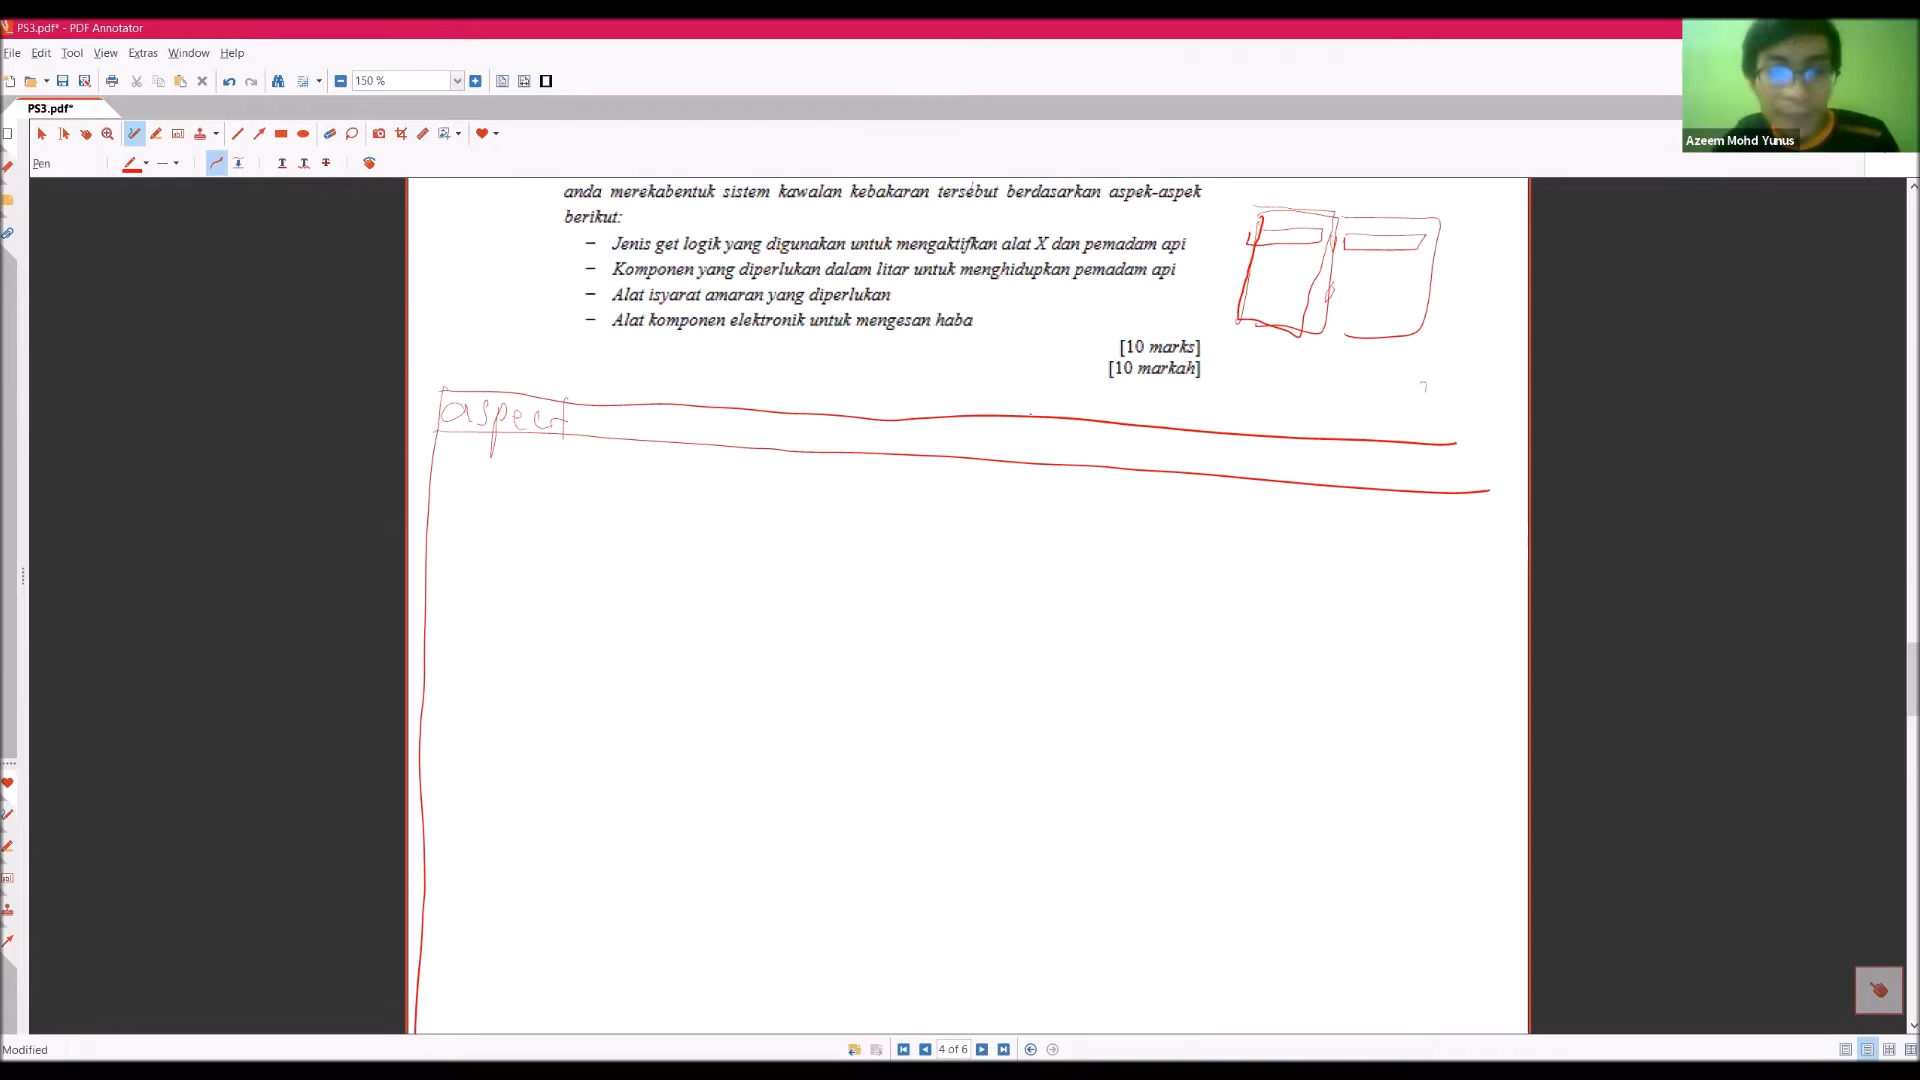 PS3.pdf* - PDF Annotator
File Edit Tool View Extras Window Help
150 %
PS3.pdf*
Pen
Azeem Mohd Yunus
anda merekabentuk sistem kawalan kebakaran tersebut berdasarkan aspek-aspek
berikut:
− Jenis get logik yang digunakan untuk mengaktifkan alat X dan pemadam api
− Komponen yang diperlukan dalam litar untuk menghidupkan pemadam api
− Alat isyarat amaran yang diperlukan
− Alat komponen elektronik untuk mengesan haba
[10 marks]
[10 markah]
aspect
Modified
4 of 6